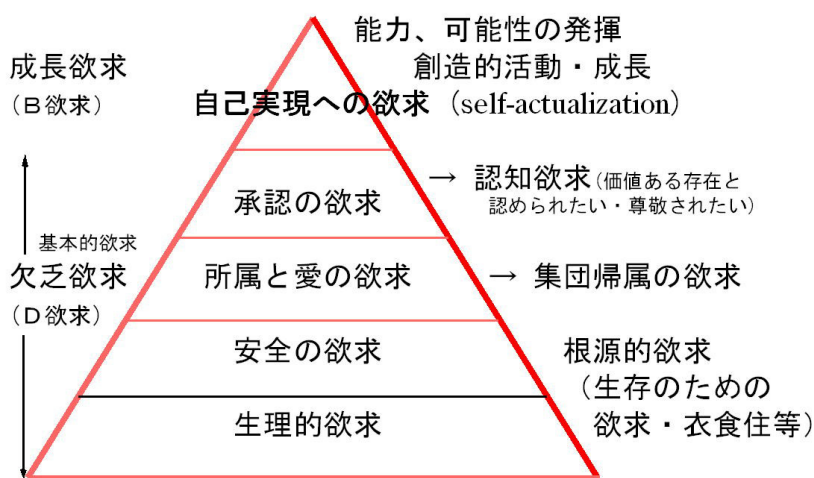 能力、可能性の発揮
成長欲求
創造的活動・成長
（Ｂ欲求）
自己実現への欲求（self-actualization）
→ 認知欲求（価値ある存在と
認められたい・尊敬されたい）
承認の欲求
基本的欲求
欠乏欲求
所属と愛の欲求
→ 集団帰属の欲求
（Ｄ欲求）
安全の欲求
根源的欲求
（生存のための
欲求・衣食住等）
生理的欲求